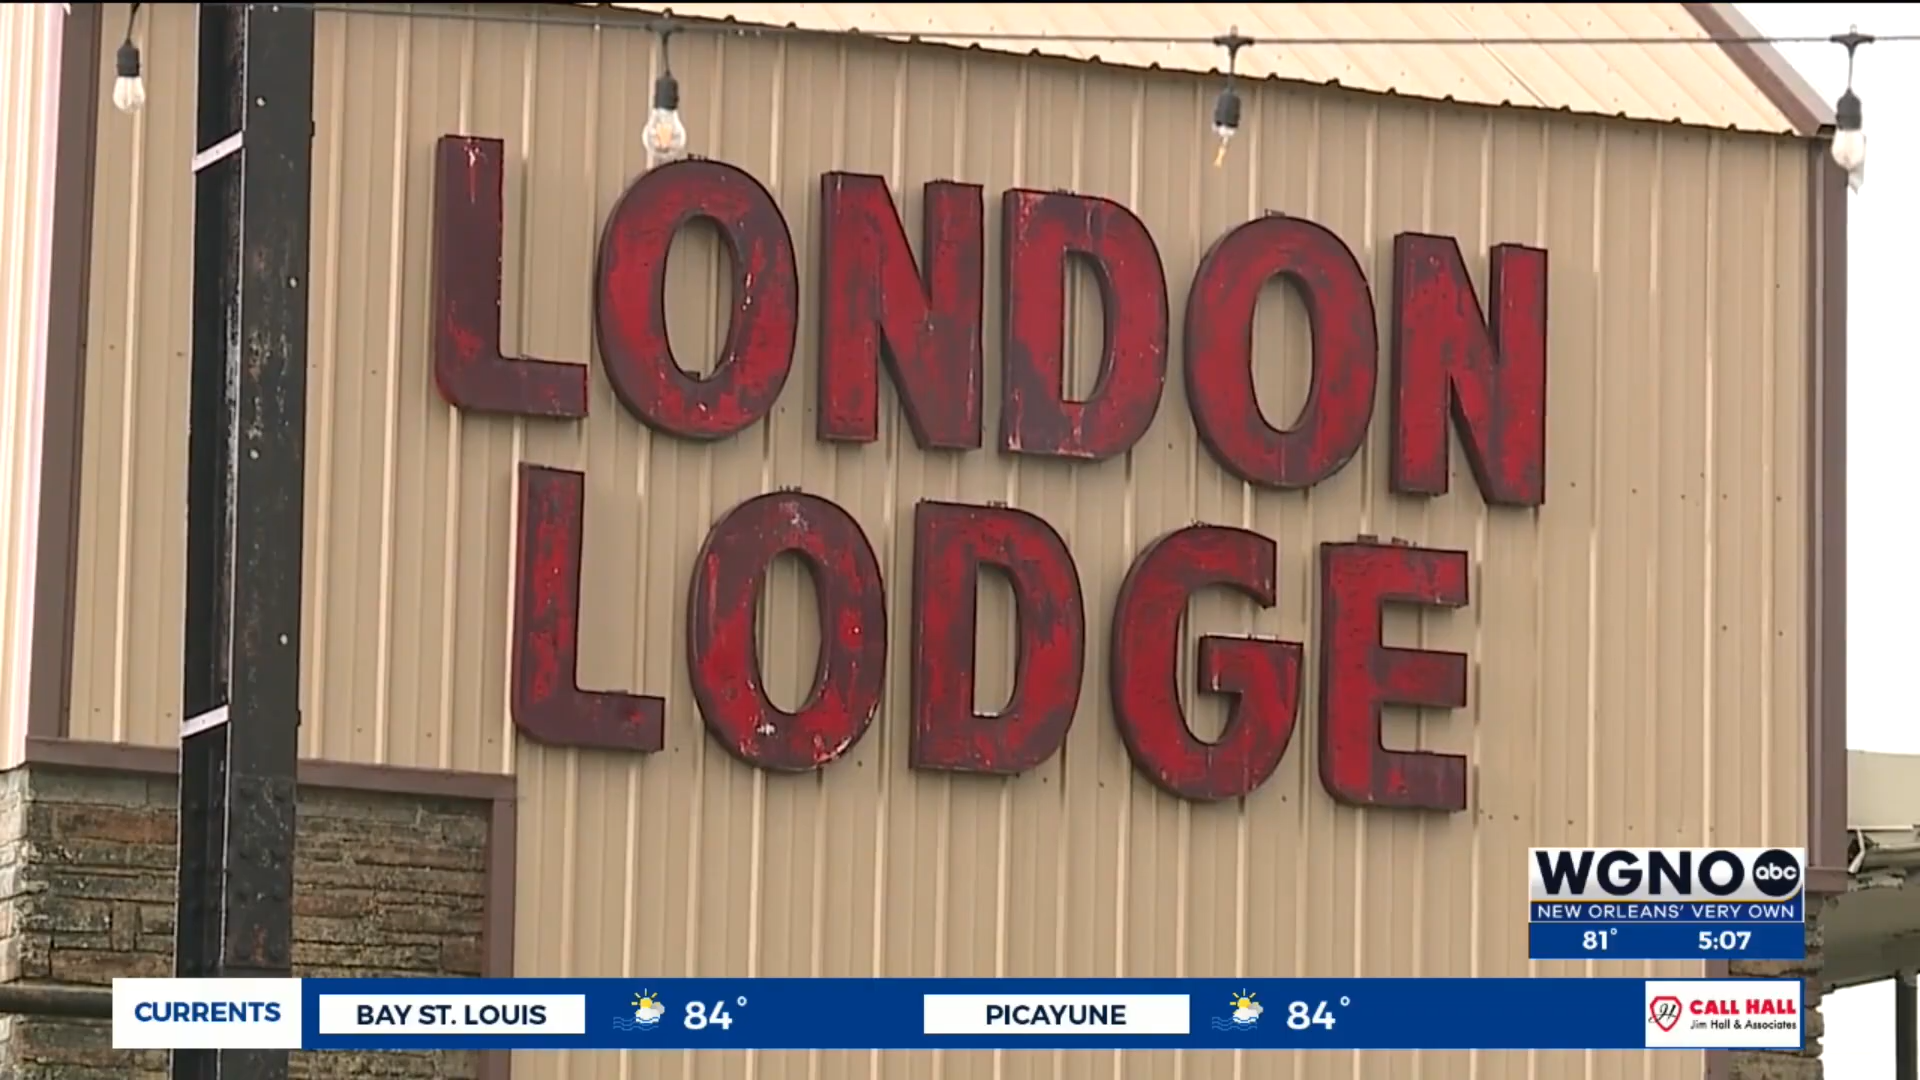 LONDON
LODGE
WGNO abc
NEW ORLEANS' VERY OWN
81° 5:07
CURRENTS BAY ST. LOUIS 84° PICAYUNE 84° CALL HALL
Jim Hall & Associates